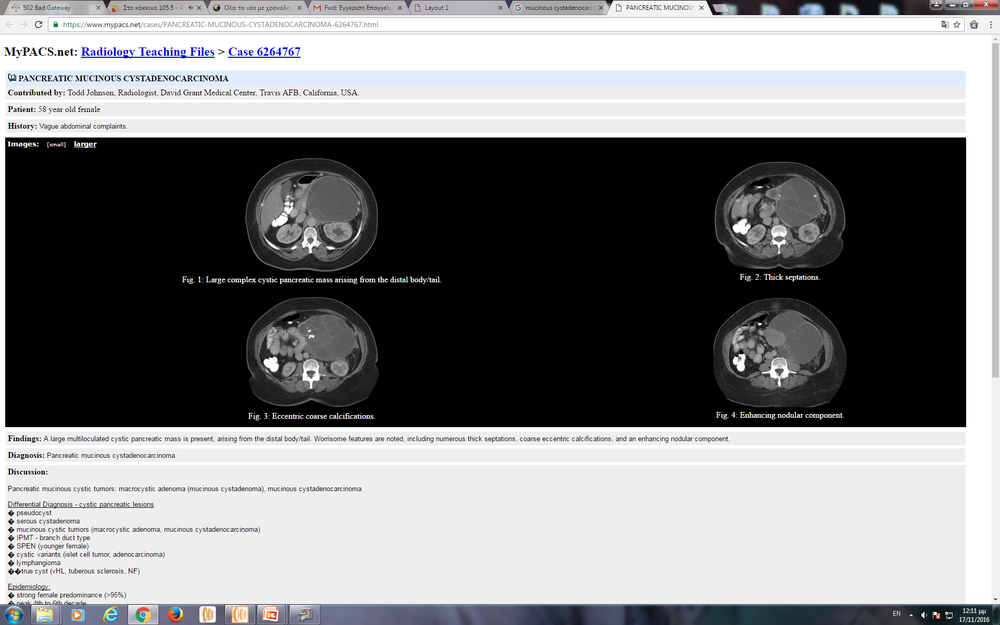 502 Bad Gateway
Στο κόκκινο 105.5 - A
Όλα τα νέα με χρονολογ
Fwd: Έγκριση Επαγγελμ
Layout 1
mucinous cystadenocarc
PANCREATIC MUCINOUS
https://www.mypacs.net/cases/PANCREATIC-MUCINOUS-CYSTADENOCARCINOMA-6264767.html
MyPACS.net: Radiology Teaching Files > Case 6264767
PANCREATIC MUCINOUS CYSTADENOCARCINOMA
Contributed by: Todd Johnson, Radiologist, David Grant Medical Center, Travis AFB, California, USA.
Patient: 58 year old female
History: Vague abdominal complaints.
Images: [small] larger
Fig. 1: Large complex cystic pancreatic mass arising from the distal body/tail.
Fig. 2: Thick septations.
Fig. 3: Eccentric coarse calcifications.
Fig. 4: Enhancing nodular component.
Findings: A large multiloculated cystic pancreatic mass is present, arising from the distal body/tail. Worrisome features are noted, including numerous thick septations, coarse eccentric calcifications, and an enhancing nodular component.
Diagnosis: Pancreatic mucinous cystadenocarcinoma.
Discussion:
Pancreatic mucinous cystic tumors: macrocystic adenoma (mucinous cystadenoma), mucinous cystadenocarcinoma
Differential Diagnosis - cystic pancreatic lesions
� pseudocyst
� serous cystadenoma
� mucinous cystic tumors (macrocystic adenoma, mucinous cystadenocarcinoma)
� IPMT - branch duct type
� SPEN (younger female)
� cystic variants (islet cell tumor, adenocarcinoma)
� lymphangioma
��true cyst (vHL, tuberous sclerosis, NF)
Epidemiology:
� strong female predominance (>95%)
� peak 4th to 6th decade
EN
12:11 μμ
17/11/2016